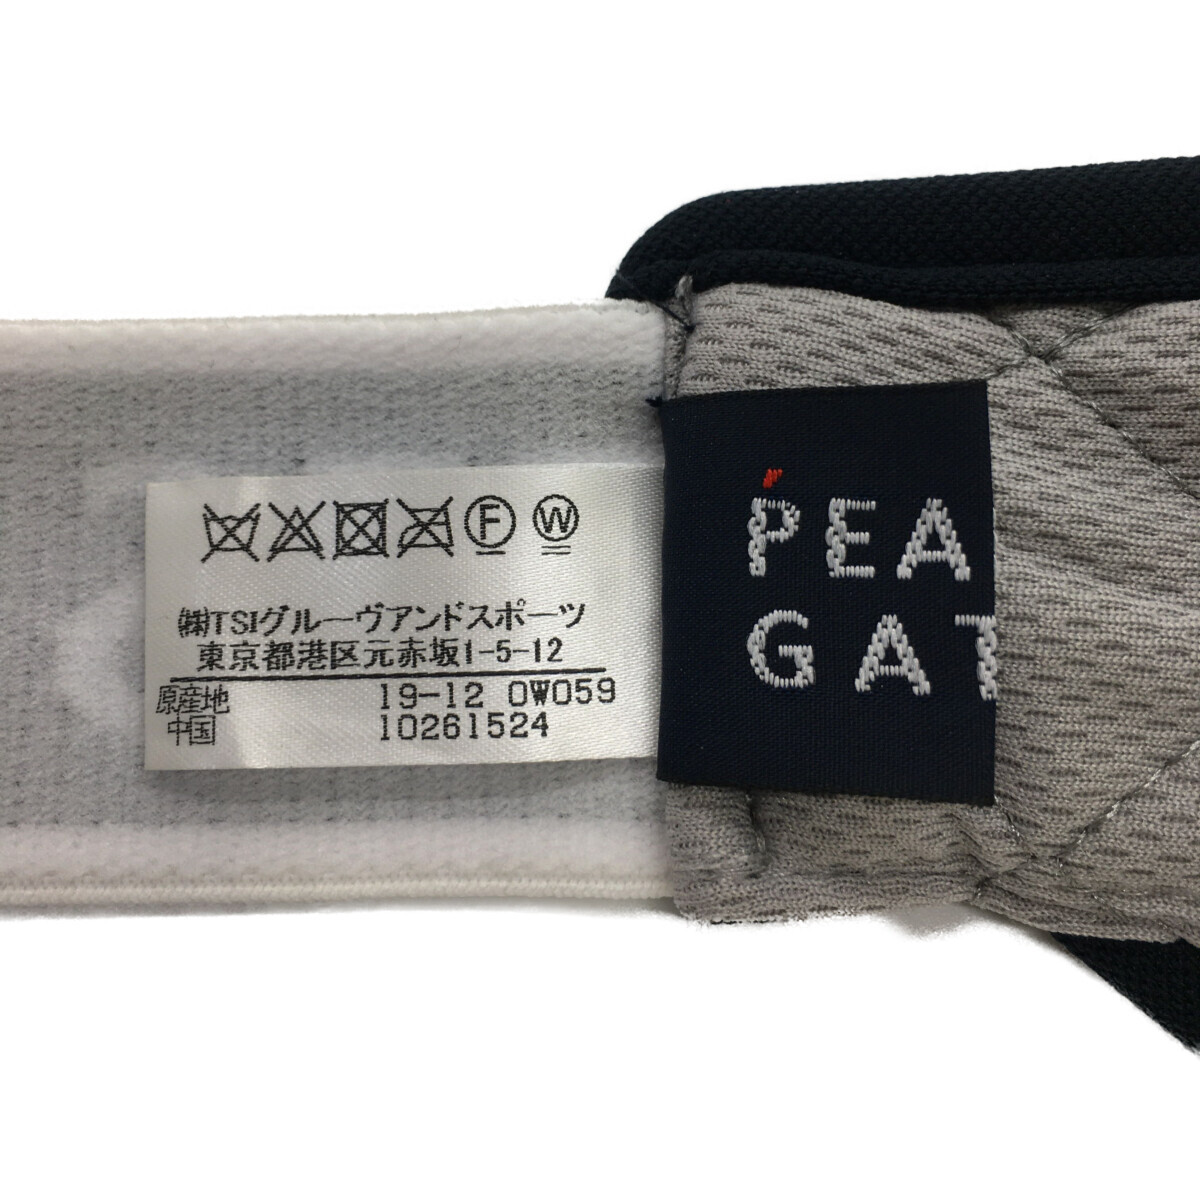 Ⓕ Ⓦ
㈱TSIグルーヴアンドスポーツ
東京都港区元赤坂1-5-12
原産地 19-12 0W059
中国 10261524
PEA
GAT